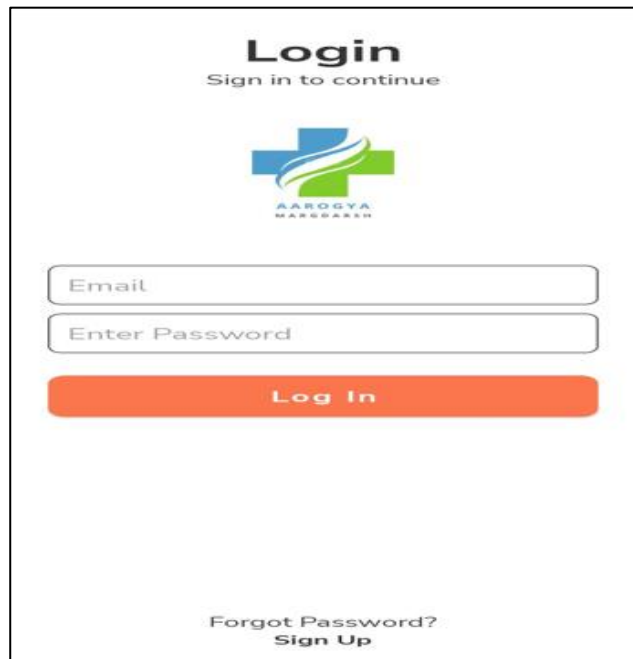 Login
Sign in to continue
AAROGYA
MARGDARSH
Email
Enter Password
Log In
Forgot Password?
Sign Up